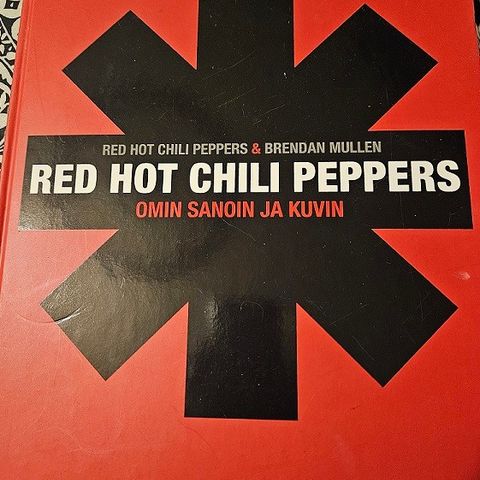 RED HOT CHILI PEPPERS & BRENDAN MULLEN
RED HOT CHILI PEPPERS
OMIN SANOIN JA KUVIN